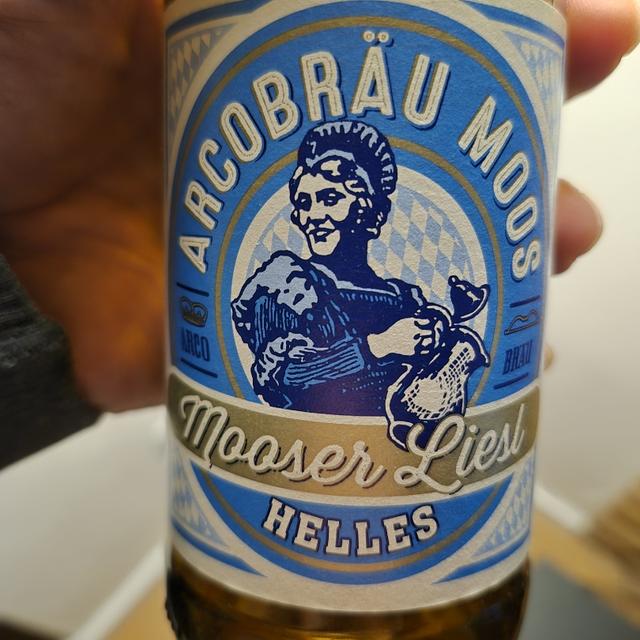 ARCOBRÄU MOOS
ARCO
BRÄU
Mooser Liesl
HELLES